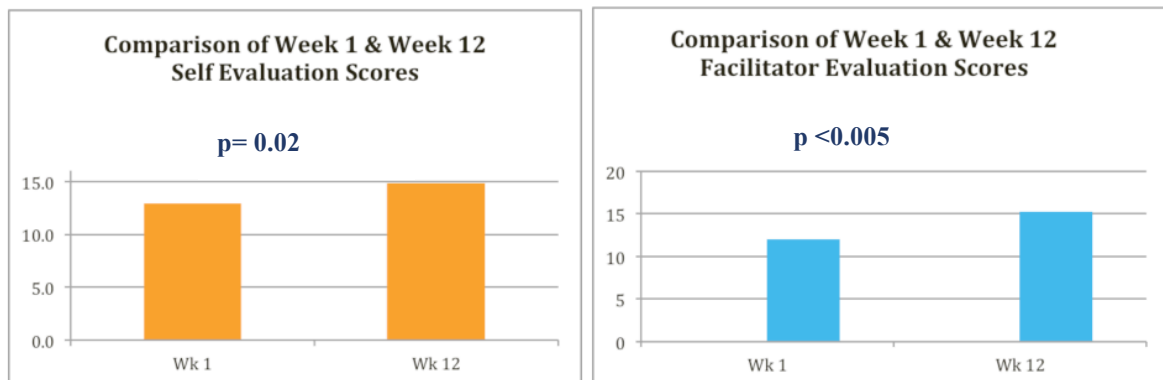 Comparison of Week 1 & Week 12
Self Evaluation Scores
p= 0.02
15.0
10.0
5.0
0.0
Wk 1
Wk 12
Comparison of Week 1 & Week 12
Facilitator Evaluation Scores
p <0.005
20
15
10
5
0
Wk 1
Wk 12